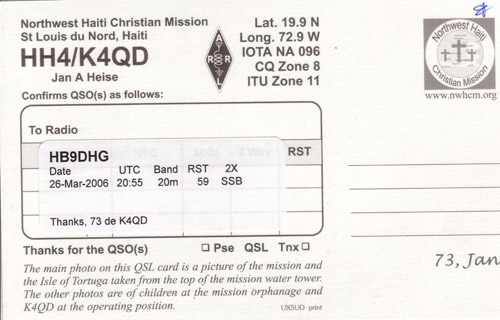 Northwest Haiti Christian Mission
St Louis du Nord, Haiti
HH4/K4QD
Jan A Heise
Lat. 19.9 N
Long. 72.9 W
IOTA NA 096
CQ Zone 8
ITU Zone 11
A
R R
L
Northwest Haiti
Christian Mission
www.nwhcm.org
Confirms QSO(s) as follows:
To Radio
UTC 2 Way RST
HB9DHG
Date UTC Band RST 2X
26-Mar-2006 20:55 20m 59 SSB
Thanks, 73 de K4QD
Thanks for the QSO(s) ☐ Pse QSL Tnx ☐
73, Jan
The main photo on this QSL card is a picture of the mission and
the Isle of Tortuga taken from the top of the mission water tower.
The other photos are of children at the mission orphanage and
K4QD at the operating position.
UX5UO print